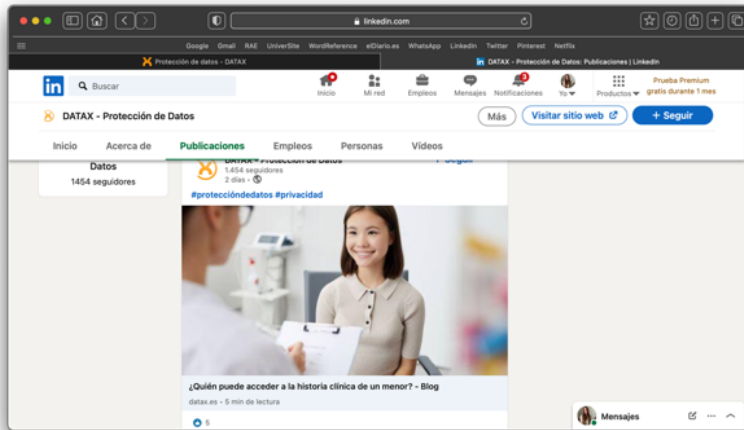 linkedin.com
Google Gmail RAE UniverSite WordReference elDiario.es WhatsApp LinkedIn Twitter Pinterest Netflix
Protección de datos - DATAX
in DATAX - Protección de Datos: Publicaciones | LinkedIn
in
Buscar
Inicio
Mi red
Empleos
Mensajes
3
Notificaciones
Yo
Productos
Prueba Premium
gratis durante 1 mes
DATAX - Protección de Datos
Más
Visitar sitio web
+ Seguir
Inicio Acerca de Publicaciones Empleos Personas Vídeos
Datos
1454 seguidores
DATAX - Protección de Datos
+ Seguir
1.454 seguidores
2 días •
#proteccióndedatos #privacidad
¿Quién puede acceder a la historia clínica de un menor? - Blog
datax.es • 5 min de lectura
5
Mensajes